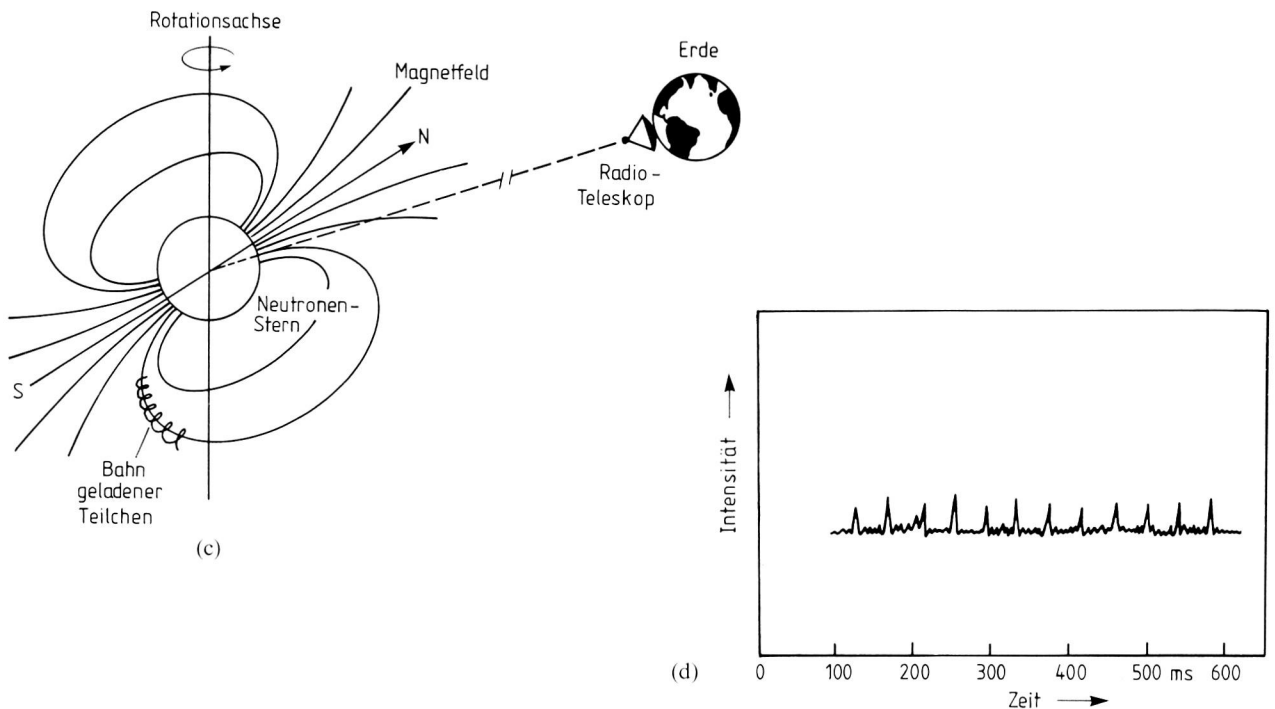 Rotationsachse
Magnetfeld
N
Erde
Radio-
Teleskop
Neutronen-
Stern
S
Bahn
geladener
Teilchen
(c)
Intensität
0 100 200 300 400 500 ms 600
Zeit
(d)